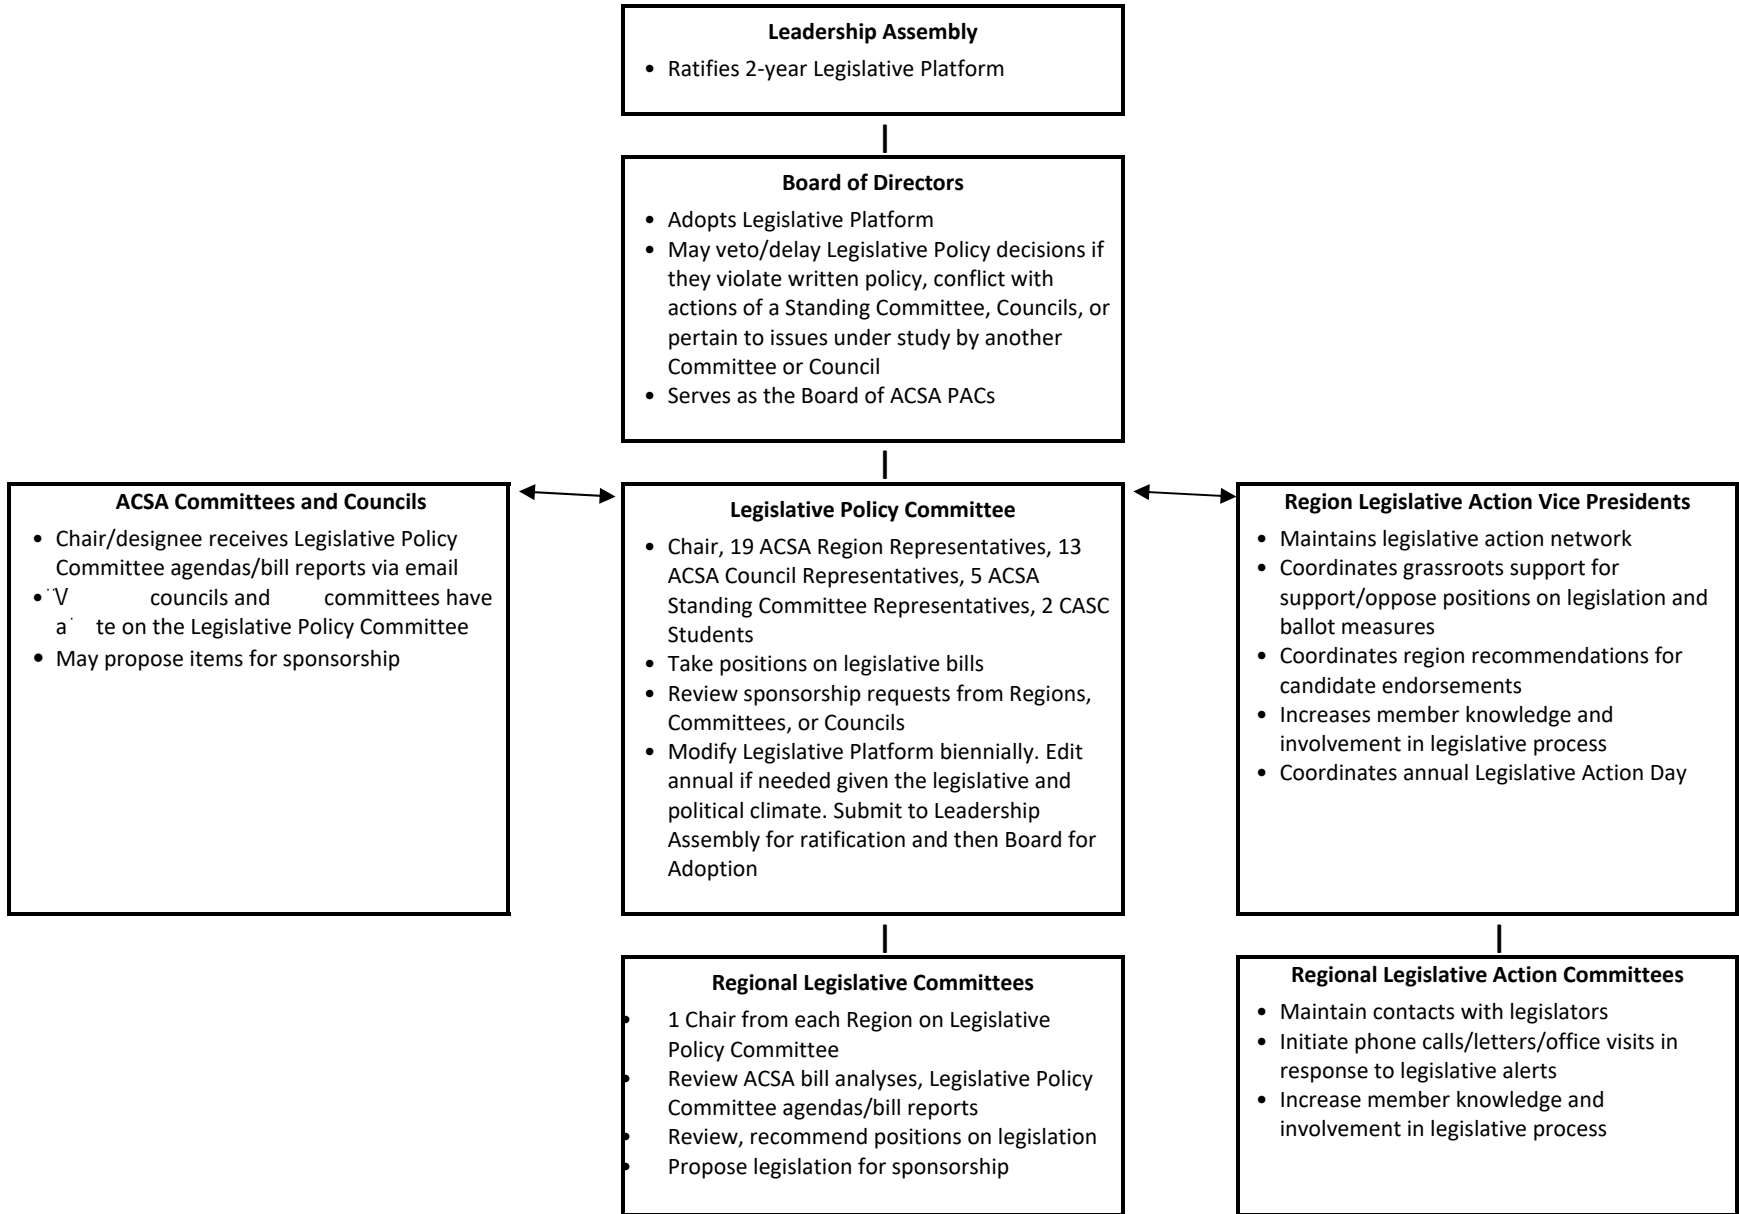 Leadership Assembly
• Ratifies 2-year Legislative Platform
Board of Directors
• Adopts Legislative Platform
• May veto/delay Legislative Policy decisions if
they violate written policy, conflict with
actions of a Standing Committee, Councils, or
pertain to issues under study by another
Committee or Council
• Serves as the Board of ACSA PACs
ACSA Committees and Councils
• Chair/designee receives Legislative Policy
Committee agendas/bill reports via email
• councils and committees have
a on the Legislative Policy Committee
• May propose items for sponsorship
Legislative Policy Committee
• Chair, 19 ACSA Region Representatives, 13
ACSA Council Representatives, 5 ACSA
Standing Committee Representatives, 2 CASC
Students
• Take positions on legislative bills
• Review sponsorship requests from Regions,
Committees, or Councils
• Modify Legislative Platform biennially. Edit
annual if needed given the legislative and
political climate. Submit to Leadership
Assembly for ratification and then Board for
Adoption
Region Legislative Action Vice Presidents
• Maintains legislative action network
• Coordinates grassroots support for
support/oppose positions on legislation and
ballot measures
• Coordinates region recommendations for
candidate endorsements
• Increases member knowledge and
involvement in legislative process
• Coordinates annual Legislative Action Day
Regional Legislative Committees
• 1 Chair from each Region on Legislative
Policy Committee
• Review ACSA bill analyses, Legislative Policy
Committee agendas/bill reports
• Review, recommend positions on legislation
• Propose legislation for sponsorship
Regional Legislative Action Committees
• Maintain contacts with legislators
• Initiate phone calls/letters/office visits in
response to legislative alerts
• Increase member knowledge and
involvement in legislative process